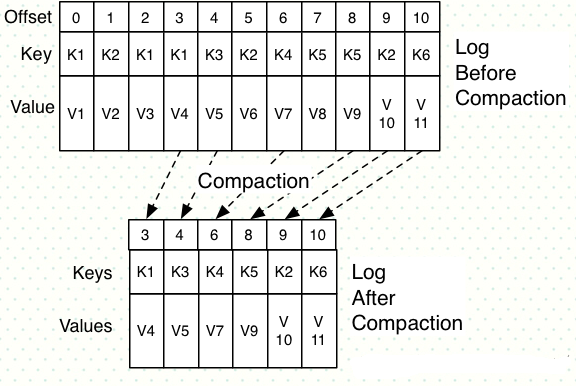 Offset 0 1 2 3 4 5 6 7 8 9 10
Key K1 K2 K1 K1 K3 K2 K4 K5 K5 K2 K6
Value V1 V2 V3 V4 V5 V6 V7 V8 V9 V 10 V 11
Log
Before
Compaction
Compaction
3 4 6 8 9 10
Keys K1 K3 K4 K5 K2 K6
Values V4 V5 V7 V9 V 10 V 11
Log
After
Compaction